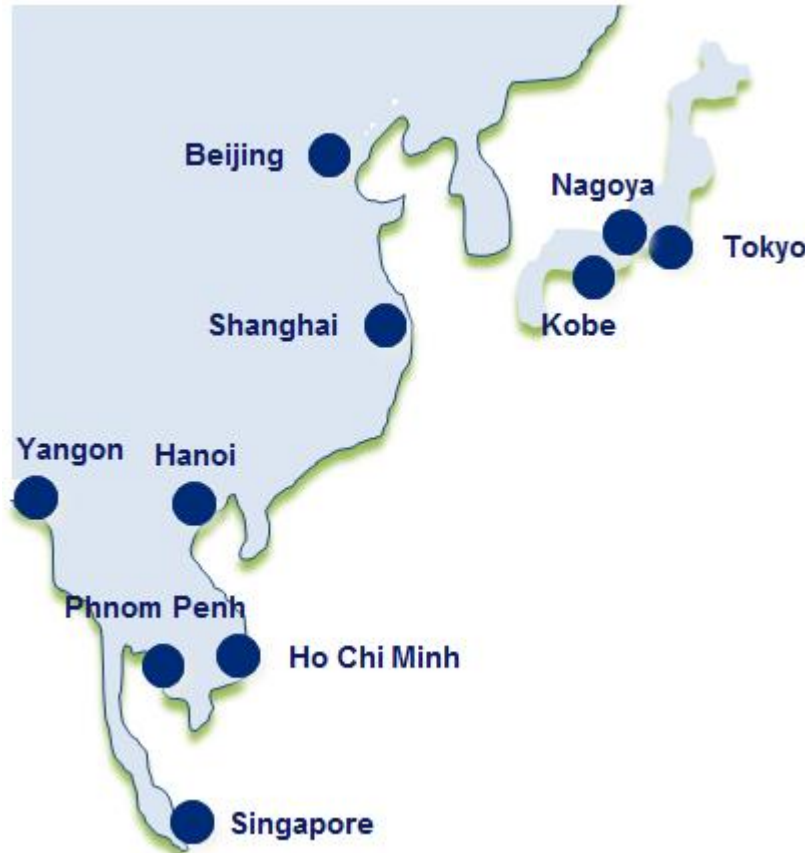 Beijing
Nagoya
Tokyo
Shanghai
Kobe
Yangon
Hanoi
Phnom Penh
Ho Chi Minh
Singapore